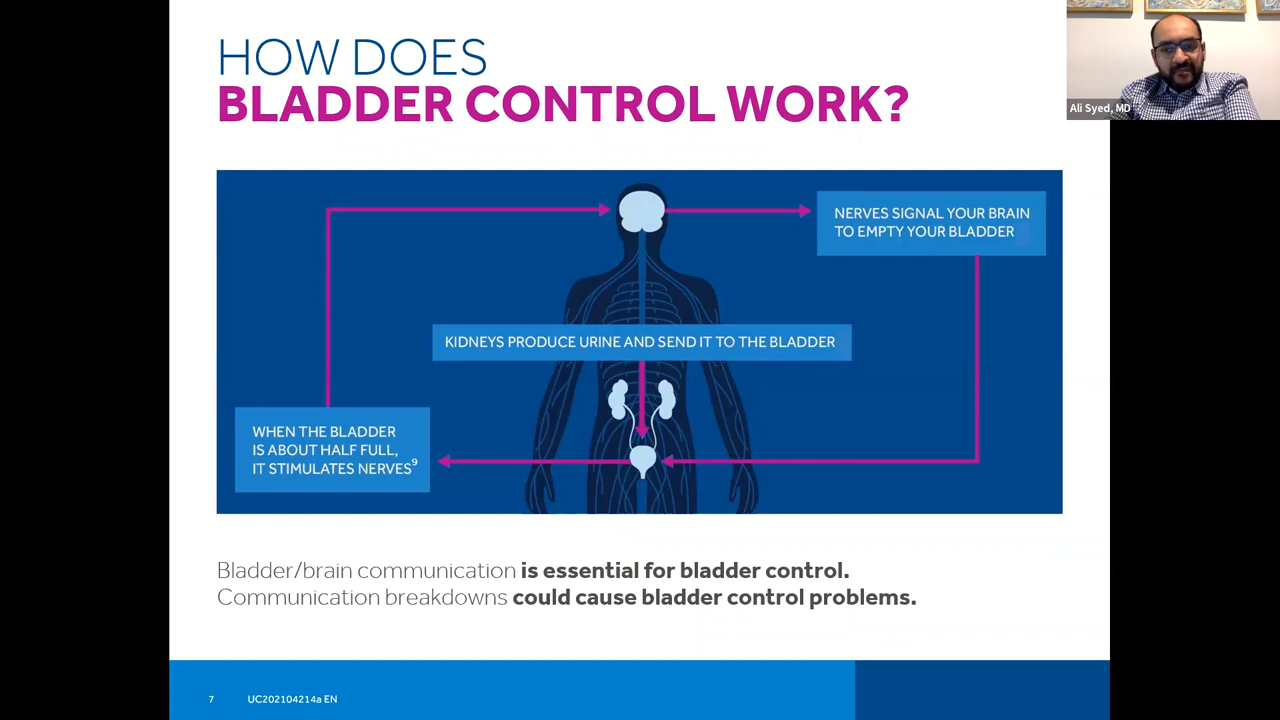 HOW DOES
BLADDER CONTROL WORK?
Ali Syed, MD
NERVES SIGNAL YOUR BRAIN
TO EMPTY YOUR BLADDER
KIDNEYS PRODUCE URINE AND SEND IT TO THE BLADDER
WHEN THE BLADDER
IS ABOUT HALF FULL,
IT STIMULATES NERVES⁹
Bladder/brain communication is essential for bladder control.
Communication breakdowns could cause bladder control problems.
7 UC202104214a EN